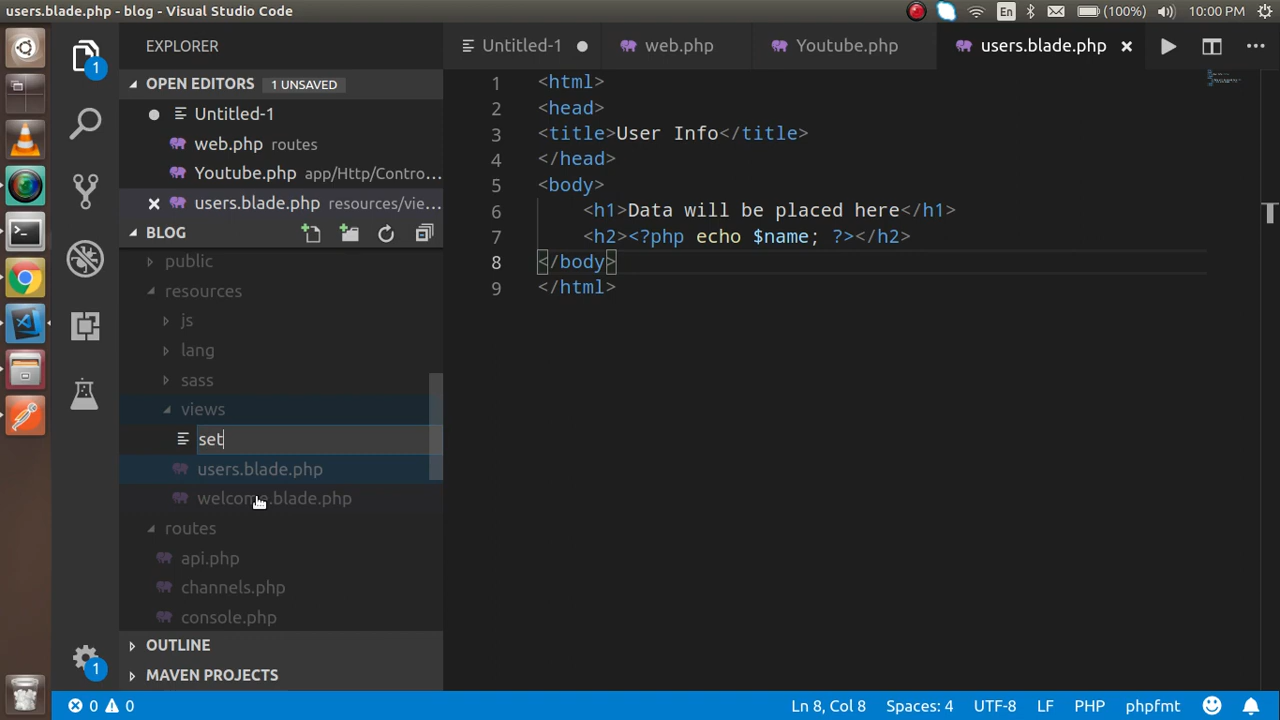 users.blade.php - blog - Visual Studio Code
En
(100%)
10:00 PM
EXPLORER
Untitled-1
web.php
Youtube.php
users.blade.php
1
OPEN EDITORS
1 UNSAVED
Untitled-1
web.php routes
Youtube.php app/Http/Contro...
users.blade.php resources/vie...
BLOG
public
resources
js
lang
sass
views
set
users.blade.php
welcome.blade.php
routes
api.php
channels.php
console.php
OUTLINE
MAVEN PROJECTS
1
1 <html>
2 <head>
3 <title>User Info</title>
4 </head>
5 <body>
6 <h1>Data will be placed here</h1>
7 <h2><?php echo $name; ?></h2>
8 </body>
9 </html>
0 0
Ln 8, Col 8
Spaces: 4
UTF-8
LF
PHP
phpfmt